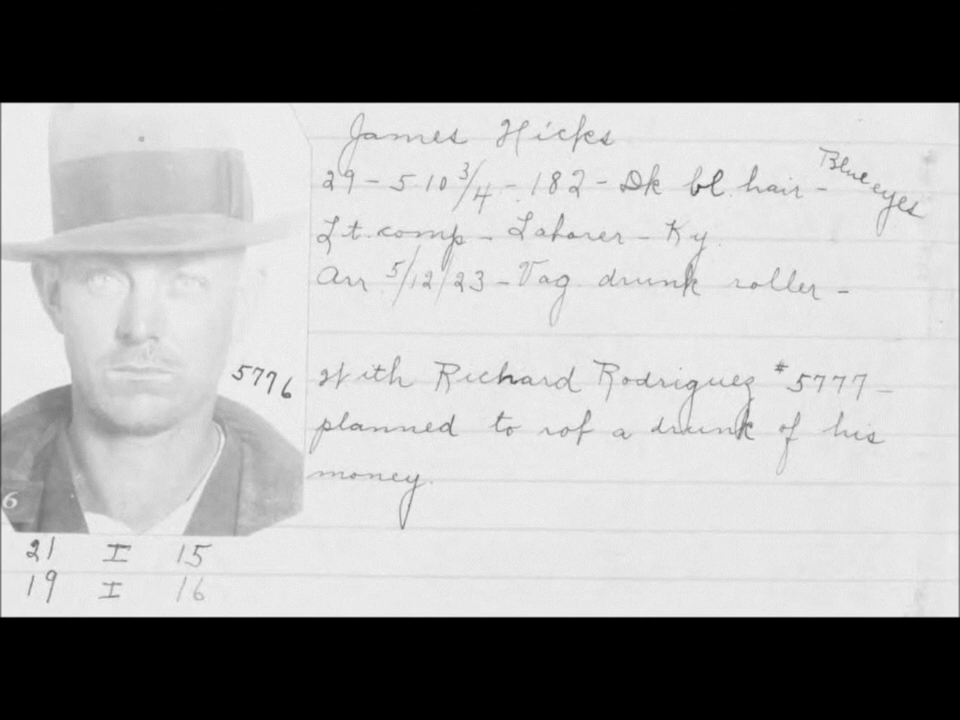 James Hicks
29 - 5 10 3/4 - 182 - Dk bl hair - Blue eyes
Lt. comp - Laborer - Ky
Arr 5/12/23 - Vag. drunk roller -
5776
With Richard Rodriguez #5777 -
planned to rob a drunk of his
money.
6
21 I 15
19 I 16